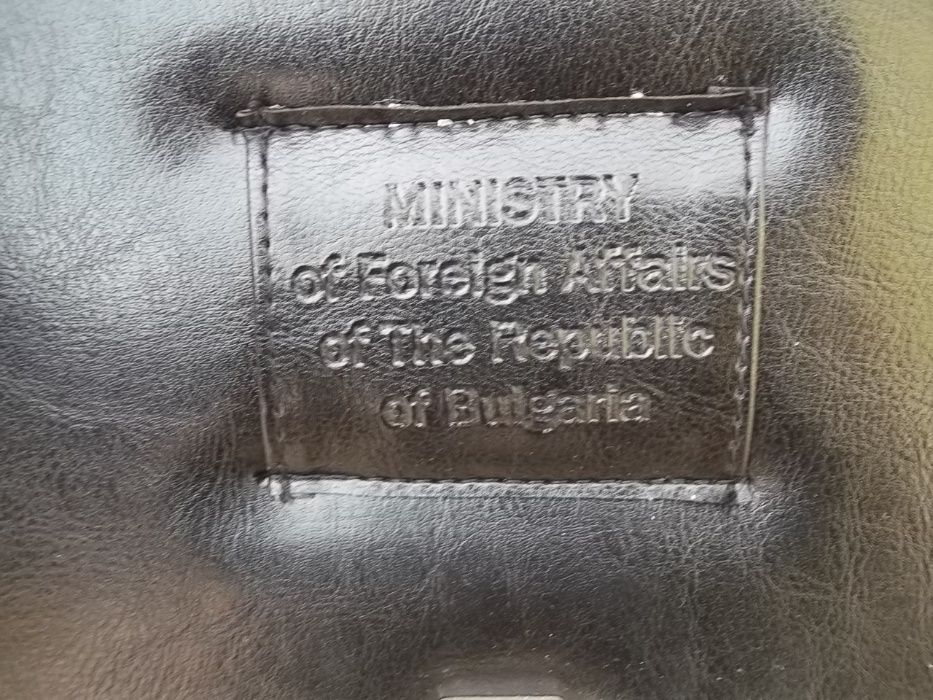 MINISTRY
of Foreign Affairs
of The Republic
of Bulgaria